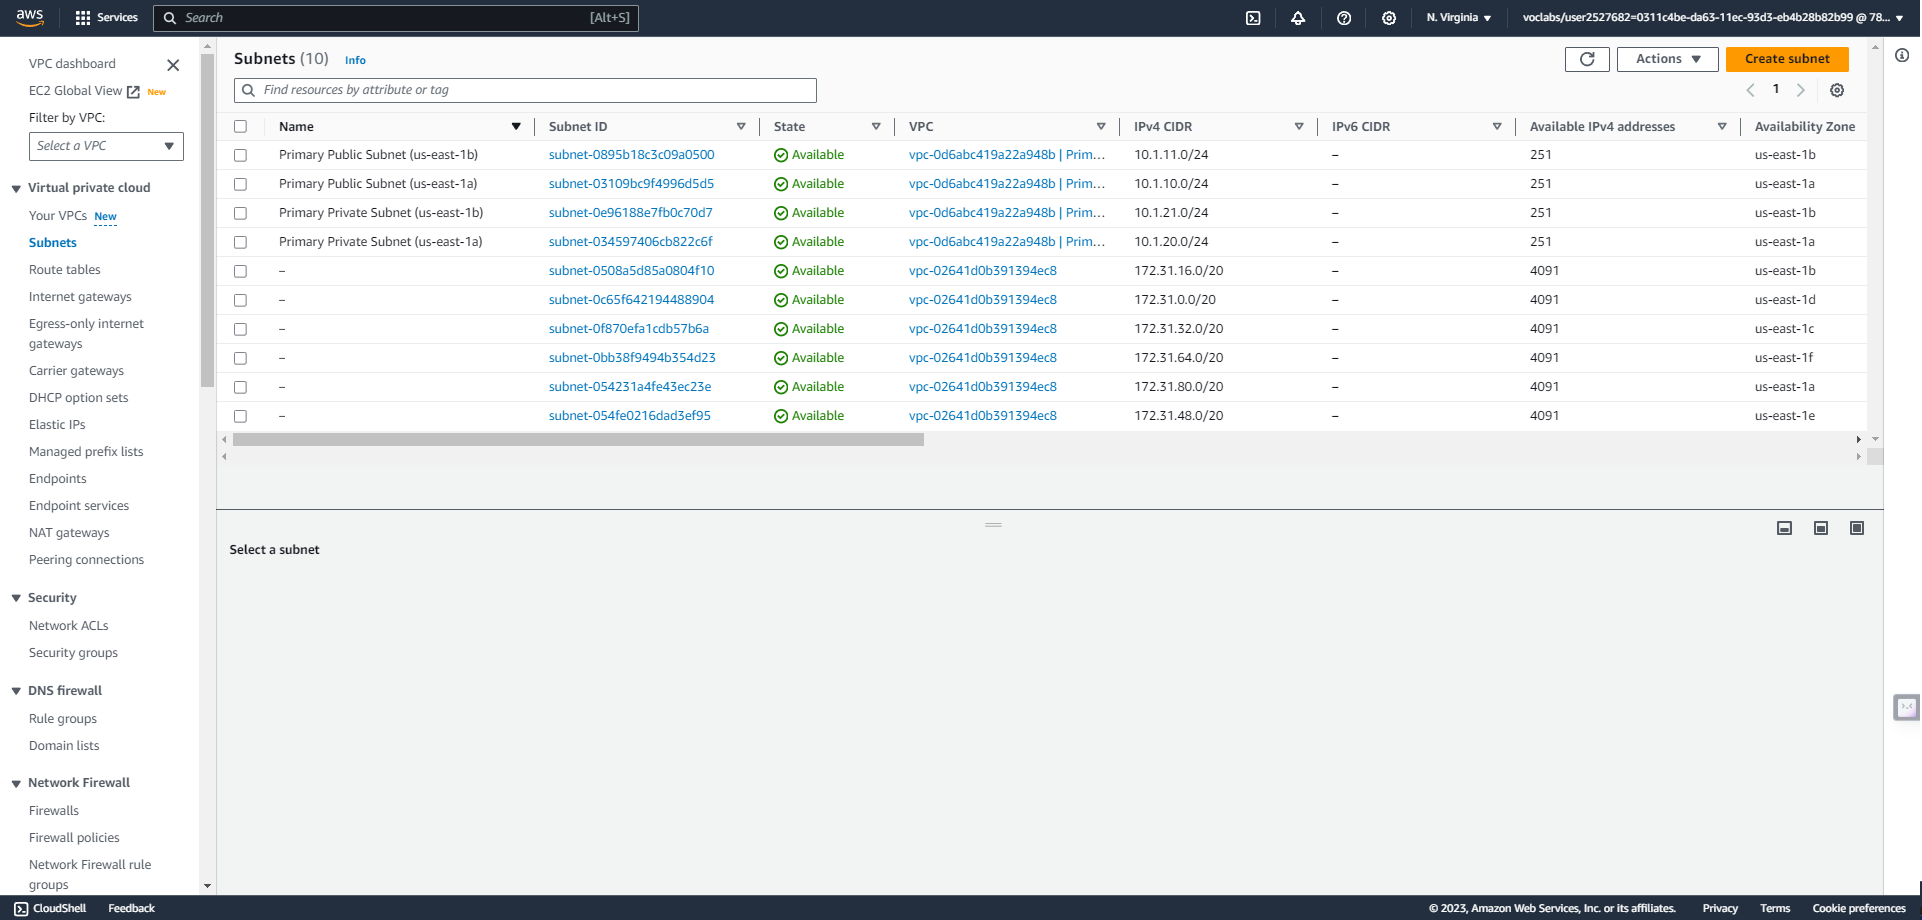 aws Services Search [Alt+S] N. Virginia voclabs/user2527682=0311c4be-da63-11ec-93d3-eb4b28b82b99 @ 78...
VPC dashboard
EC2 Global View New
Filter by VPC:
Select a VPC
Virtual private cloud
Your VPCs New
Subnets
Route tables
Internet gateways
Egress-only internet
gateways
Carrier gateways
DHCP option sets
Elastic IPs
Managed prefix lists
Endpoints
Endpoint services
NAT gateways
Peering connections
Security
Network ACLs
Security groups
DNS firewall
Rule groups
Domain lists
Network Firewall
Firewalls
Firewall policies
Network Firewall rule
groups
Subnets (10) Info Actions Create subnet
Find resources by attribute or tag 1
Name Subnet ID State VPC IPv4 CIDR IPv6 CIDR Available IPv4 addresses Availability Zone
Primary Public Subnet (us-east-1b) subnet-0895b18c3c09a0500 Available vpc-0d6abc419a22a948b | Prim... 10.1.11.0/24 – 251 us-east-1b
Primary Public Subnet (us-east-1a) subnet-03109bc9f4996d5d5 Available vpc-0d6abc419a22a948b | Prim... 10.1.10.0/24 – 251 us-east-1a
Primary Private Subnet (us-east-1b) subnet-0e96188e7fb0c70d7 Available vpc-0d6abc419a22a948b | Prim... 10.1.21.0/24 – 251 us-east-1b
Primary Private Subnet (us-east-1a) subnet-034597406cb822c6f Available vpc-0d6abc419a22a948b | Prim... 10.1.20.0/24 – 251 us-east-1a
– subnet-0508a5d85a0804f10 Available vpc-02641d0b391394ec8 172.31.16.0/20 – 4091 us-east-1b
– subnet-0c65f642194488904 Available vpc-02641d0b391394ec8 172.31.0.0/20 – 4091 us-east-1d
– subnet-0f870efa1cdb57b6a Available vpc-02641d0b391394ec8 172.31.32.0/20 – 4091 us-east-1c
– subnet-0bb38f9494b354d23 Available vpc-02641d0b391394ec8 172.31.64.0/20 – 4091 us-east-1f
– subnet-054231a4fe43ec23e Available vpc-02641d0b391394ec8 172.31.80.0/20 – 4091 us-east-1a
– subnet-054fe0216dad3ef95 Available vpc-02641d0b391394ec8 172.31.48.0/20 – 4091 us-east-1e
Select a subnet
CloudShell Feedback © 2023, Amazon Web Services, Inc. or its affiliates. Privacy Terms Cookie preferences